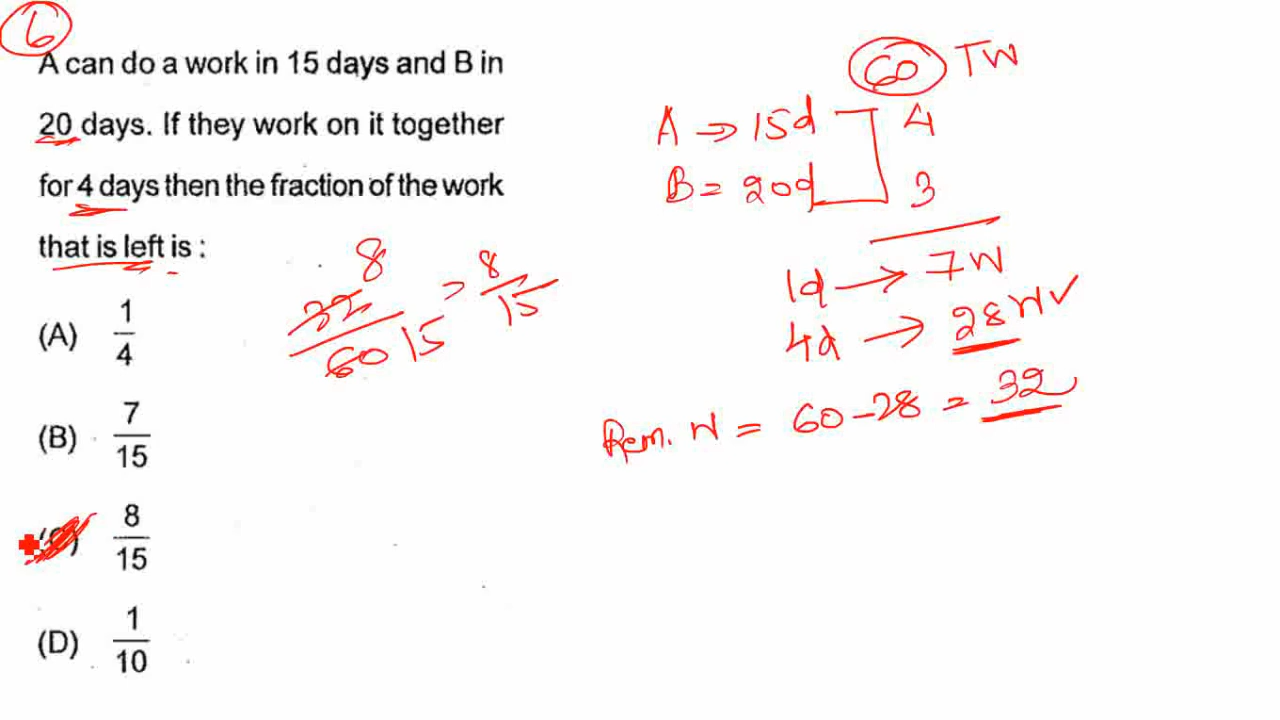 6
A can do a work in 15 days and B in
20 days. If they work on it together
for 4 days then the fraction of the work
that is left is :
(A) 1/4
(B) 7/15
(C) 8/15
(D) 1/10
60 TW
A → 15d 4
B = 20d 3
1d → 7W
4d → 28W ✓
Rem. W = 60-28 = 32
8
32/60 15 = 8/15